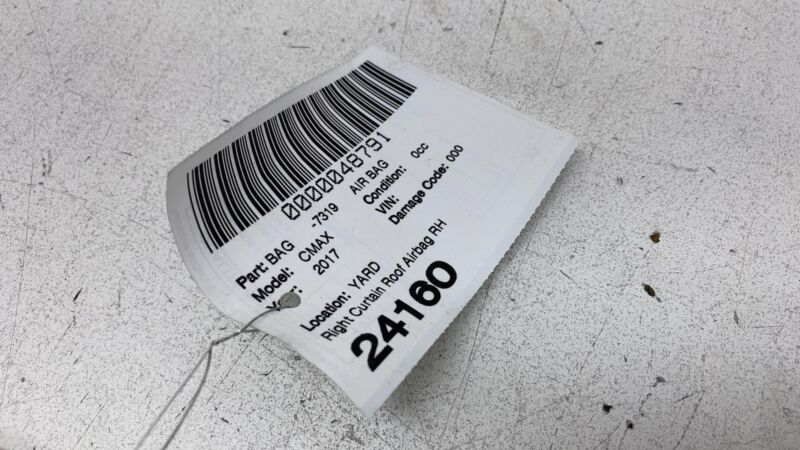 0000048791
Part: BAG -7319 AIR BAG
Model: CMAX Condition: 0cc
Year: 2017 VIN:
Damage Code: 000
Location: YARD
Right Curtain Roof Airbag RH
24160